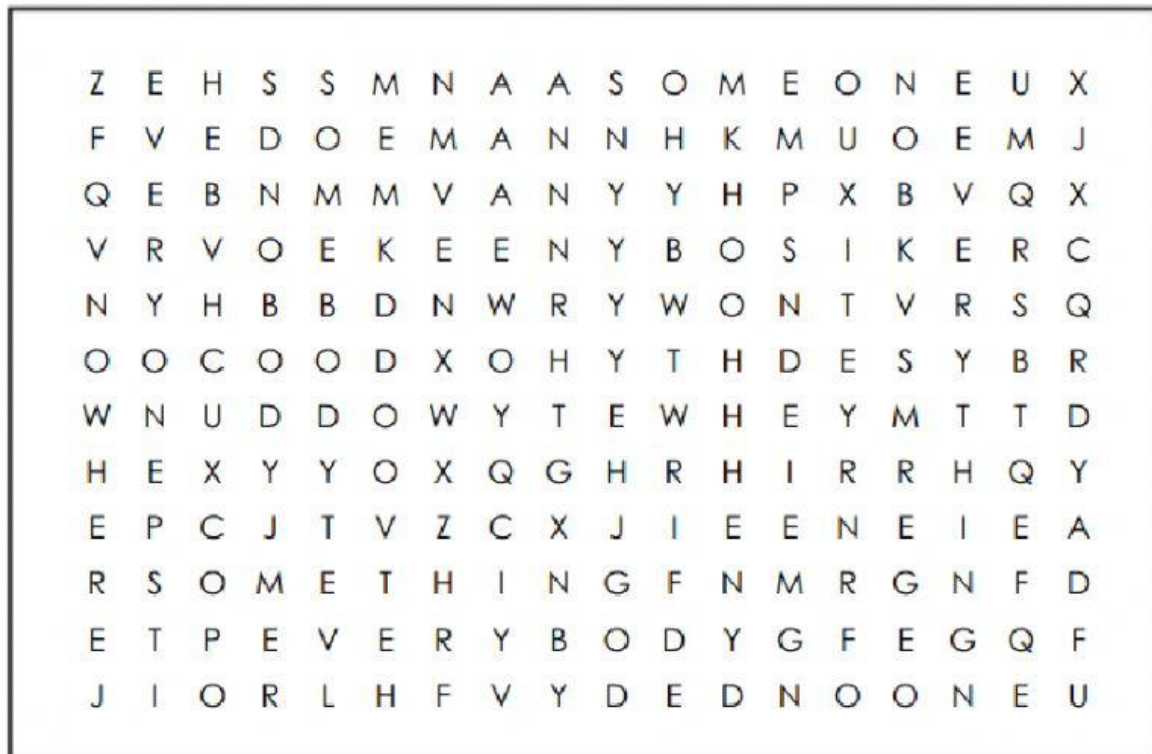 Z E H S S M N A A S O M E O N E U X
F V E D O E M A N N H K M U O E M J
Q E B N M M V A N Y Y H P X B V Q X
V R V O E K E E N Y B O S I K E R C
N Y H B B D N W R Y W O N T V R S Q
O O C O O D X O H Y T H D E S Y B R
W N U D D O W Y T E W H E Y M T T D
H E X Y Y O X Q G H R H I R R H Q Y
E P C J T V Z C X J I E E N E I E A
R S O M E T H I N G F N M R G N F D
E T P E V E R Y B O D Y G F E G Q F
J I O R L H F V Y D E D N O O N E U